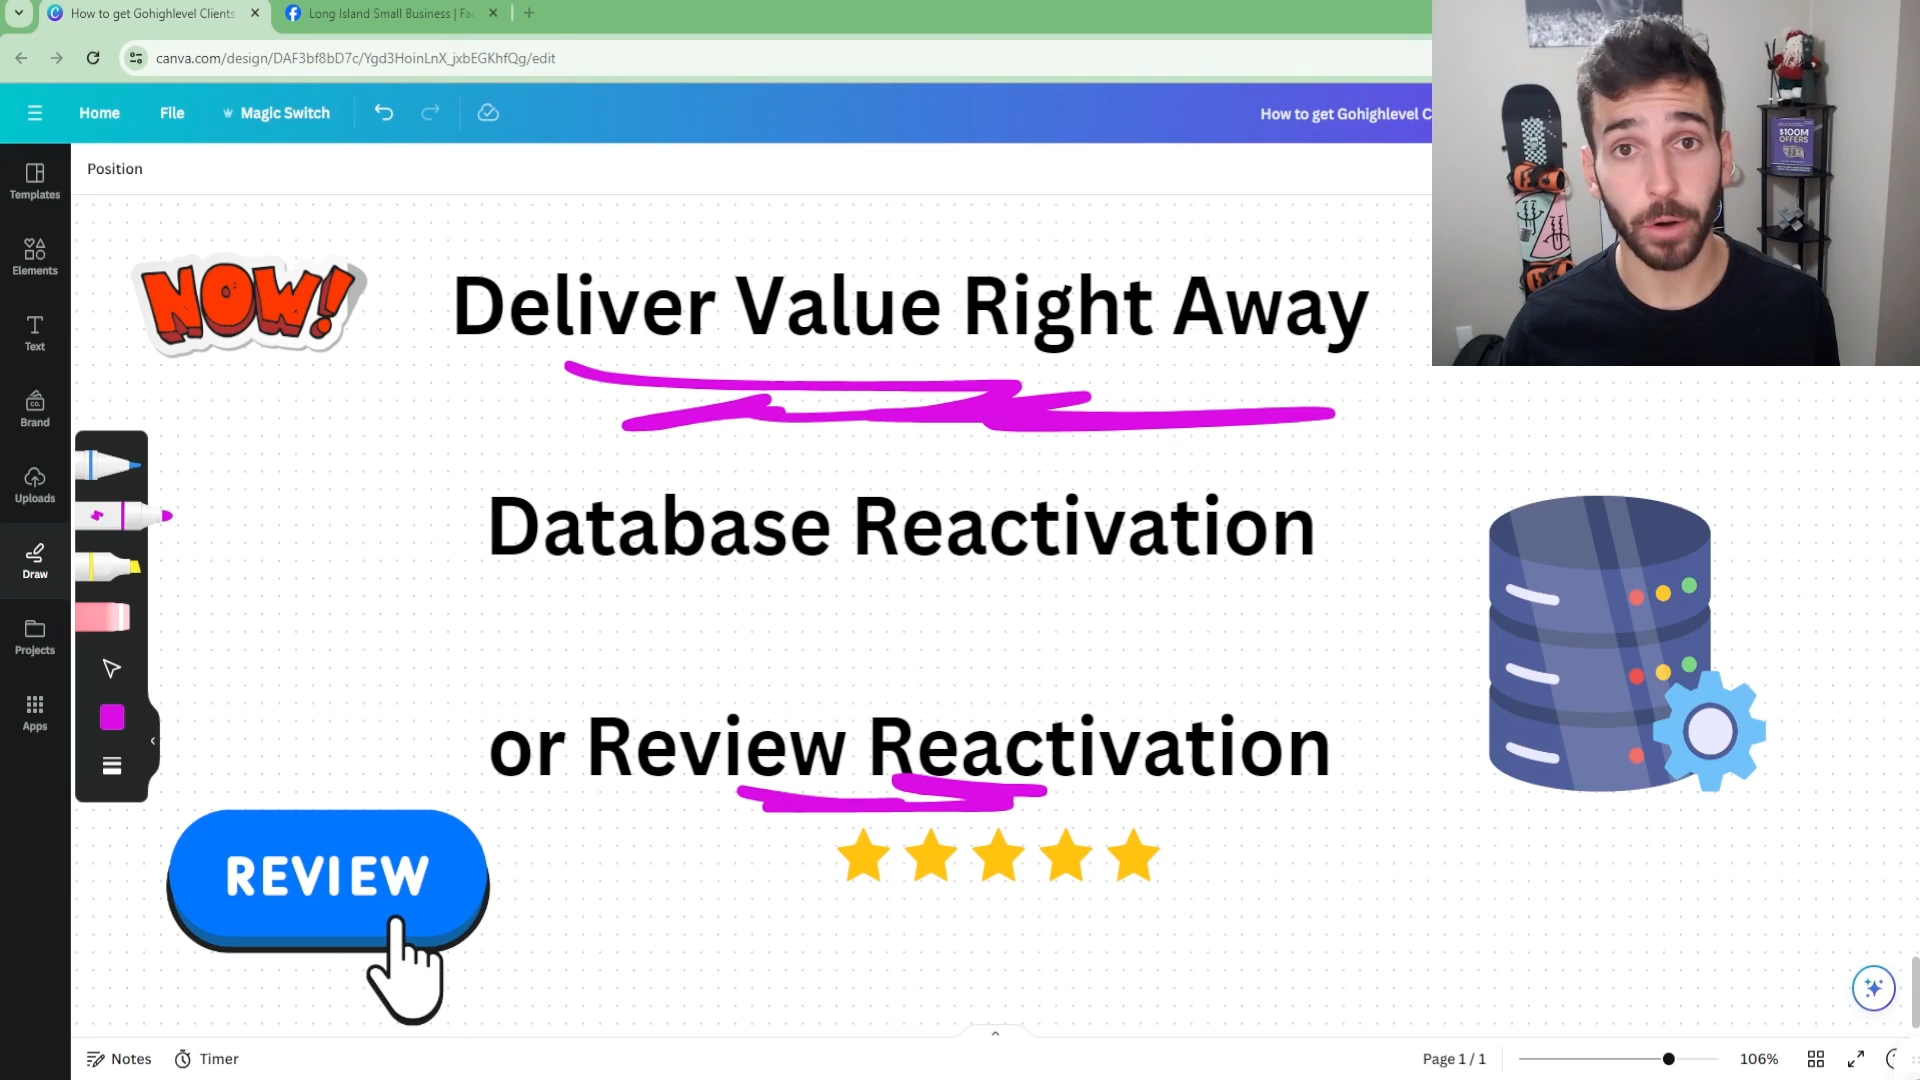 How to get Gohighlevel Clients
Long Island Small Business | Fa
canva.com/design/DAF3bf8bD7c/Ygd3HoinLnX_jxbEGKhfQg/edit
Home
File
Magic Switch
How to get Gohighlevel C
Position
Templates
Elements
Text
Brand
Uploads
Draw
Projects
Apps
$100M
OFFERS
NOW!
Deliver Value Right Away
Database Reactivation
or Review Reactivation
REVIEW
Notes
Timer
Page 1 / 1
106%